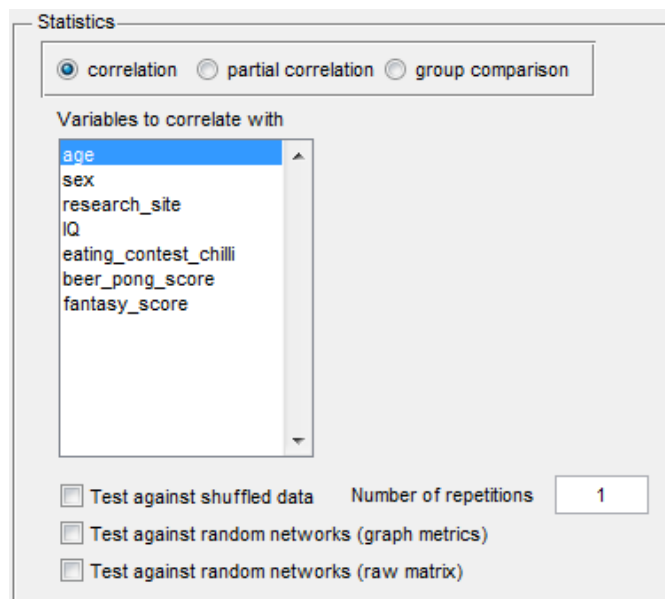 Statistics
correlation partial correlation group comparison
Variables to correlate with
age
sex
research_site
IQ
eating_contest_chilli
beer_pong_score
fantasy_score
Test against shuffled data Number of repetitions 1
Test against random networks (graph metrics)
Test against random networks (raw matrix)